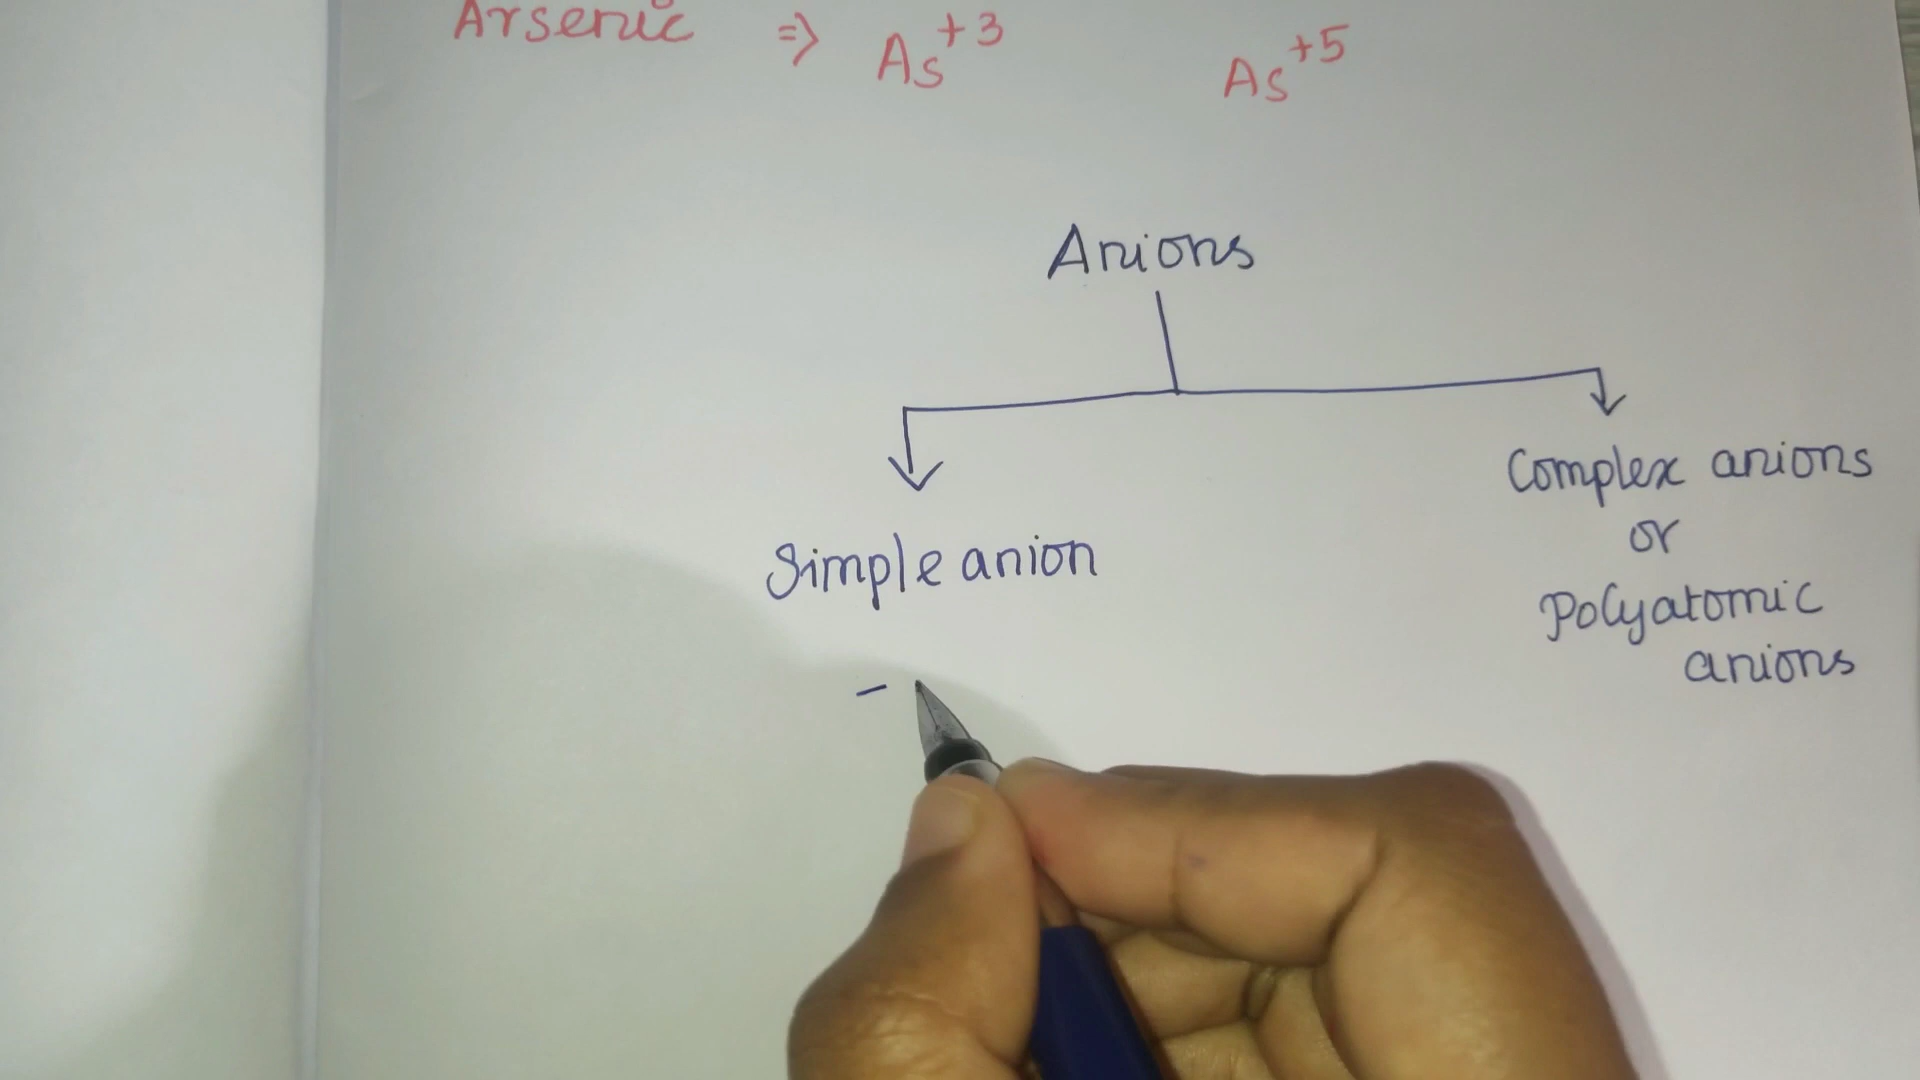 Arsenic => As+3 As+5
Anions
Simple anion
Complex anions
or
Polyatomic
anions
-